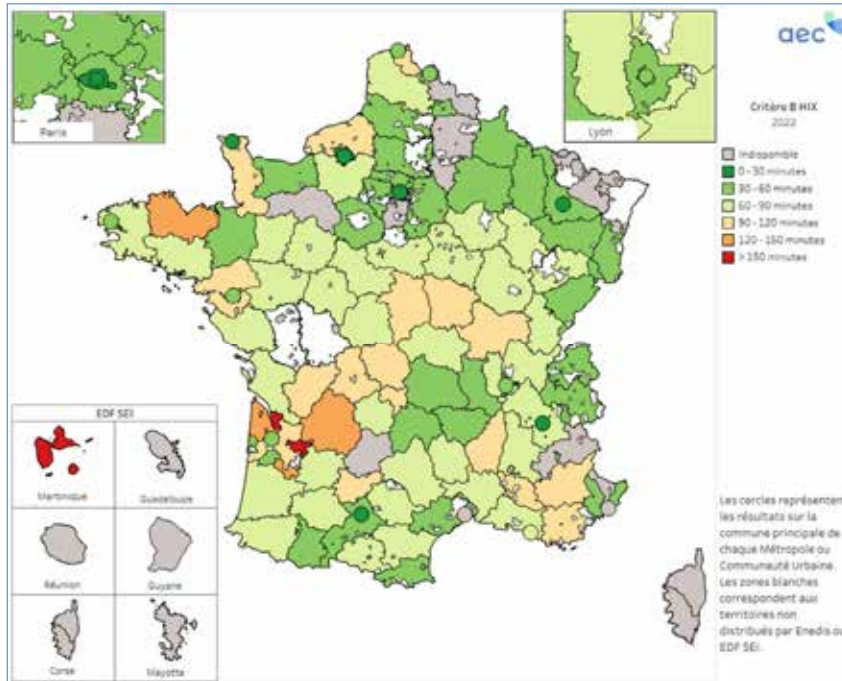 aec
Paris
Lyon
Critère B HIX
2022
Indisponible
0 - 30 minutes
30 - 60 minutes
60 - 90 minutes
90 - 120 minutes
120 - 150 minutes
> 150 minutes
EDF SEI
Martinique
Guadeloupe
Réunion
Guyane
Corse
Mayotte
Les cercles représentent
les résultats sur la
commune principale de
chaque Métropole ou
Communauté Urbaine.
Les zones blanches
correspondent aux
territoires non
distribués par Enedis ou
EDF SEI.